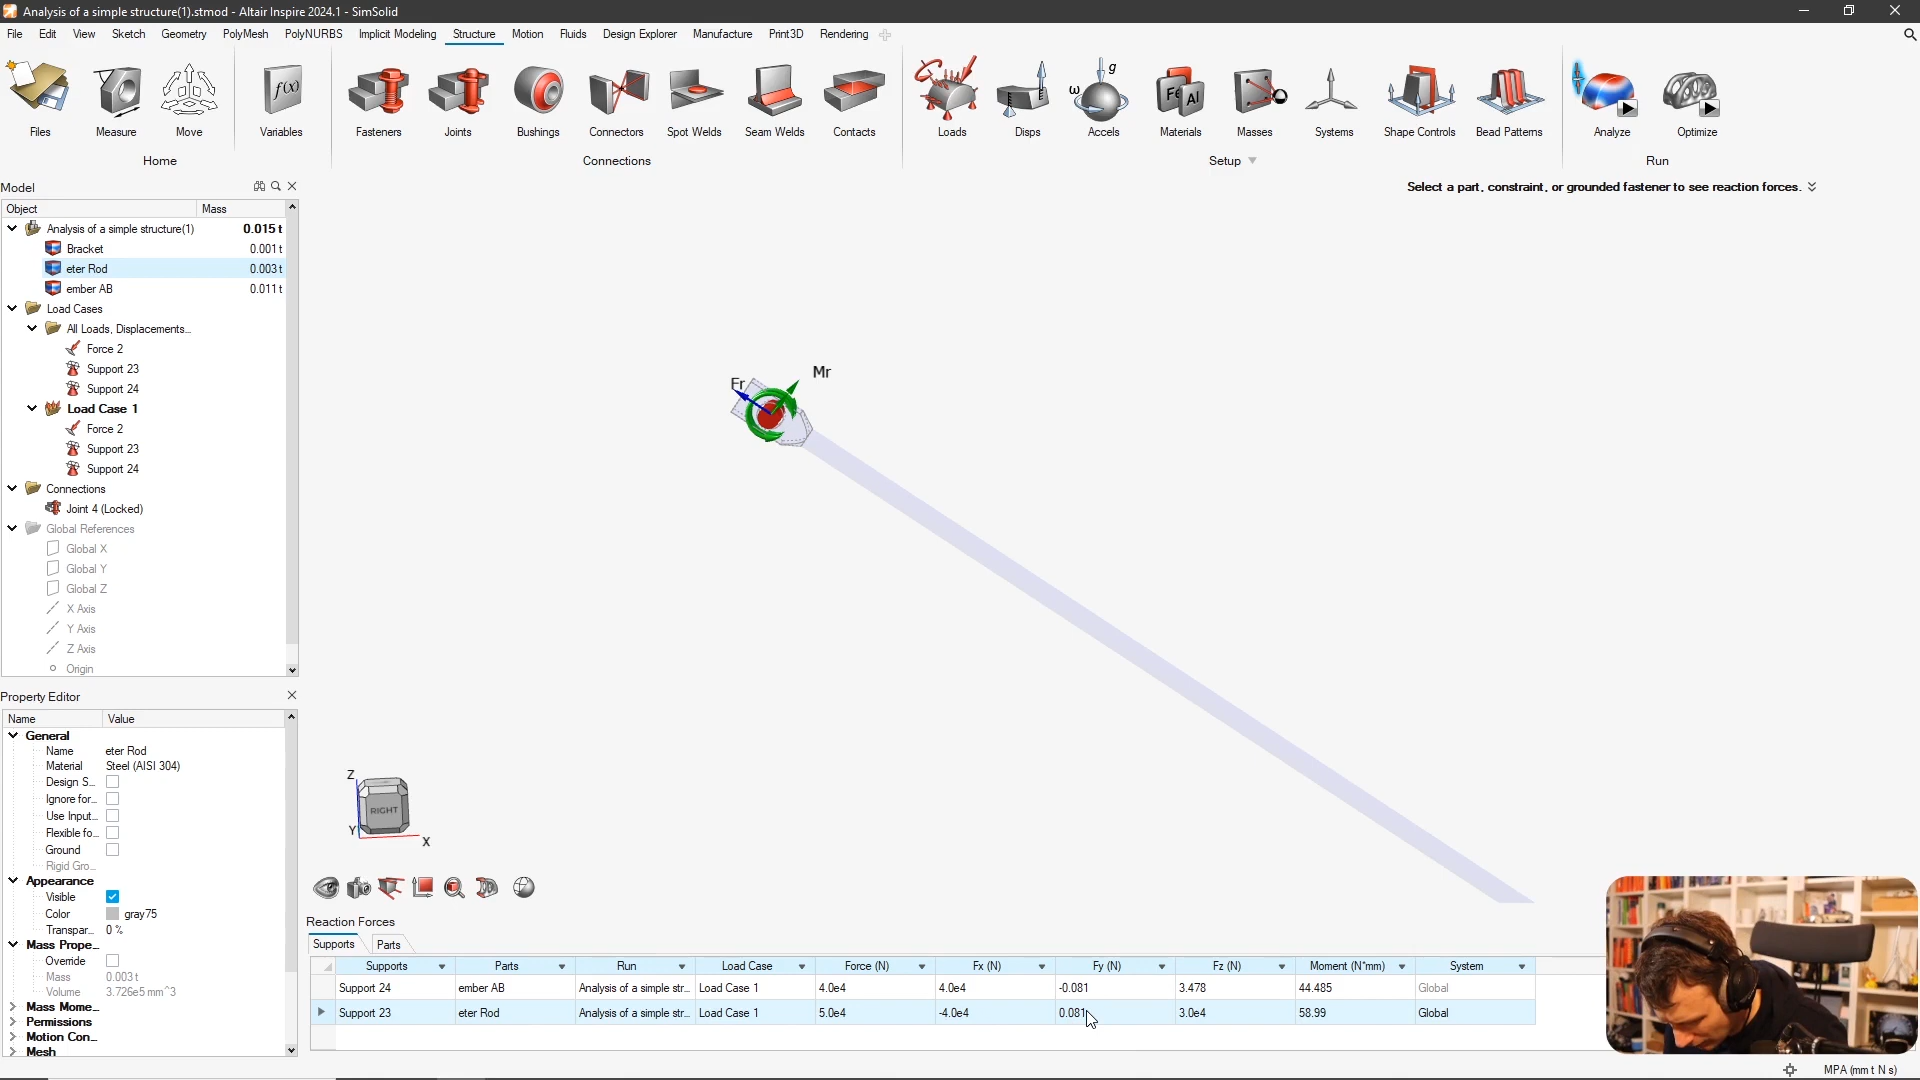 Analysis of a simple structure(1).stmod - Altair Inspire 2024.1 - SimSolid
File Edit View Sketch Geometry PolyMesh PolyNURBS Implicit Modeling Structure Motion Fluids Design Explorer Manufacture Print3D Rendering
Files Measure Move Variables Fasteners Joints Bushings Connectors Spot Welds Seam Welds Contacts Loads Disps Accels Materials Masses Systems Shape Controls Bead Patterns Analyze Optimize
f(x) ω g Fe Al
Home Connections Setup Run
Model
Select a part, constraint, or grounded fastener to see reaction forces.
Object Mass
Analysis of a simple structure(1) 0.015 t
Bracket 0.001 t
eter Rod 0.003 t
ember AB 0.011 t
Load Cases
All Loads, Displacements...
Force 2
Support 23
Support 24
Load Case 1
Force 2
Support 23
Support 24
Connections
Joint 4 (Locked)
Global References
Global X
Global Y
Global Z
X Axis
Y Axis
Z Axis
Origin
Fr Mr
Property Editor
Name Value
General
Name eter Rod
Material Steel (AISI 304)
Design S...
Ignore for...
Use Input...
Flexible fo...
Ground
Rigid Gro...
Appearance
Visible
Color gray75
Transpar... 0 %
Mass Prope...
Override
Mass 0.003 t
Volume 3.726e5 mm^3
Mass Mome...
Permissions
Motion Con...
Mesh
Z
RIGHT
Y
X
Reaction Forces
Supports Parts
Supports Parts Run Load Case Force (N) Fx (N) Fy (N) Fz (N) Moment (N*mm) System
Support 24 ember AB Analysis of a simple str... Load Case 1 4.0e4 4.0e4 -0.081 3.478 44.485 Global
Support 23 eter Rod Analysis of a simple str... Load Case 1 5.0e4 -4.0e4 0.081 3.0e4 58.99 Global
MPA (mm t N s)